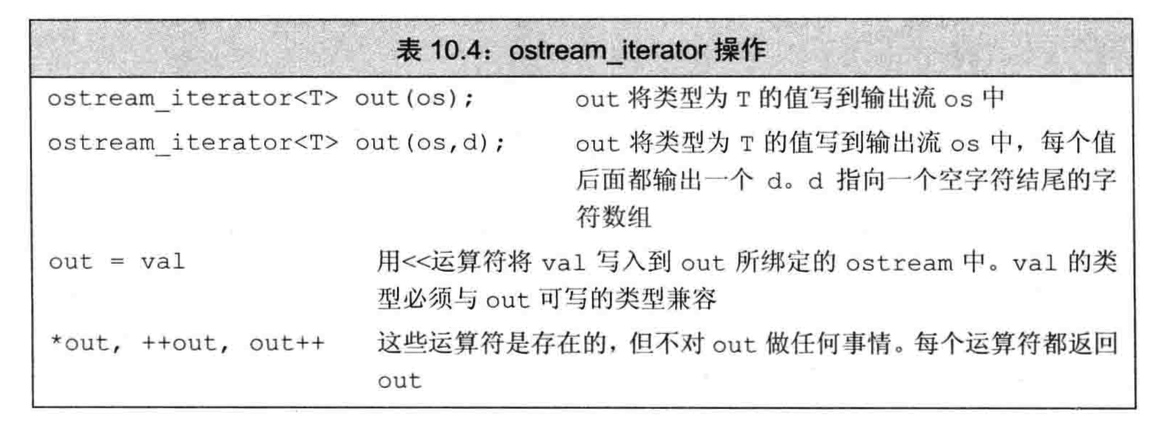 表 10.4：ostream_iterator 操作
ostream_iterator<T> out(os); out 将类型为 T 的值写到输出流 os 中
ostream_iterator<T> out(os,d); out 将类型为 T 的值写到输出流 os 中，每个值
后面都输出一个 d。d 指向一个空字符结尾的字
符数组
out = val 用<<运算符将 val 写入到 out 所绑定的 ostream 中。val 的类
型必须与 out 可写的类型兼容
*out, ++out, out++ 这些运算符是存在的，但不对 out 做任何事情。每个运算符都返回
out